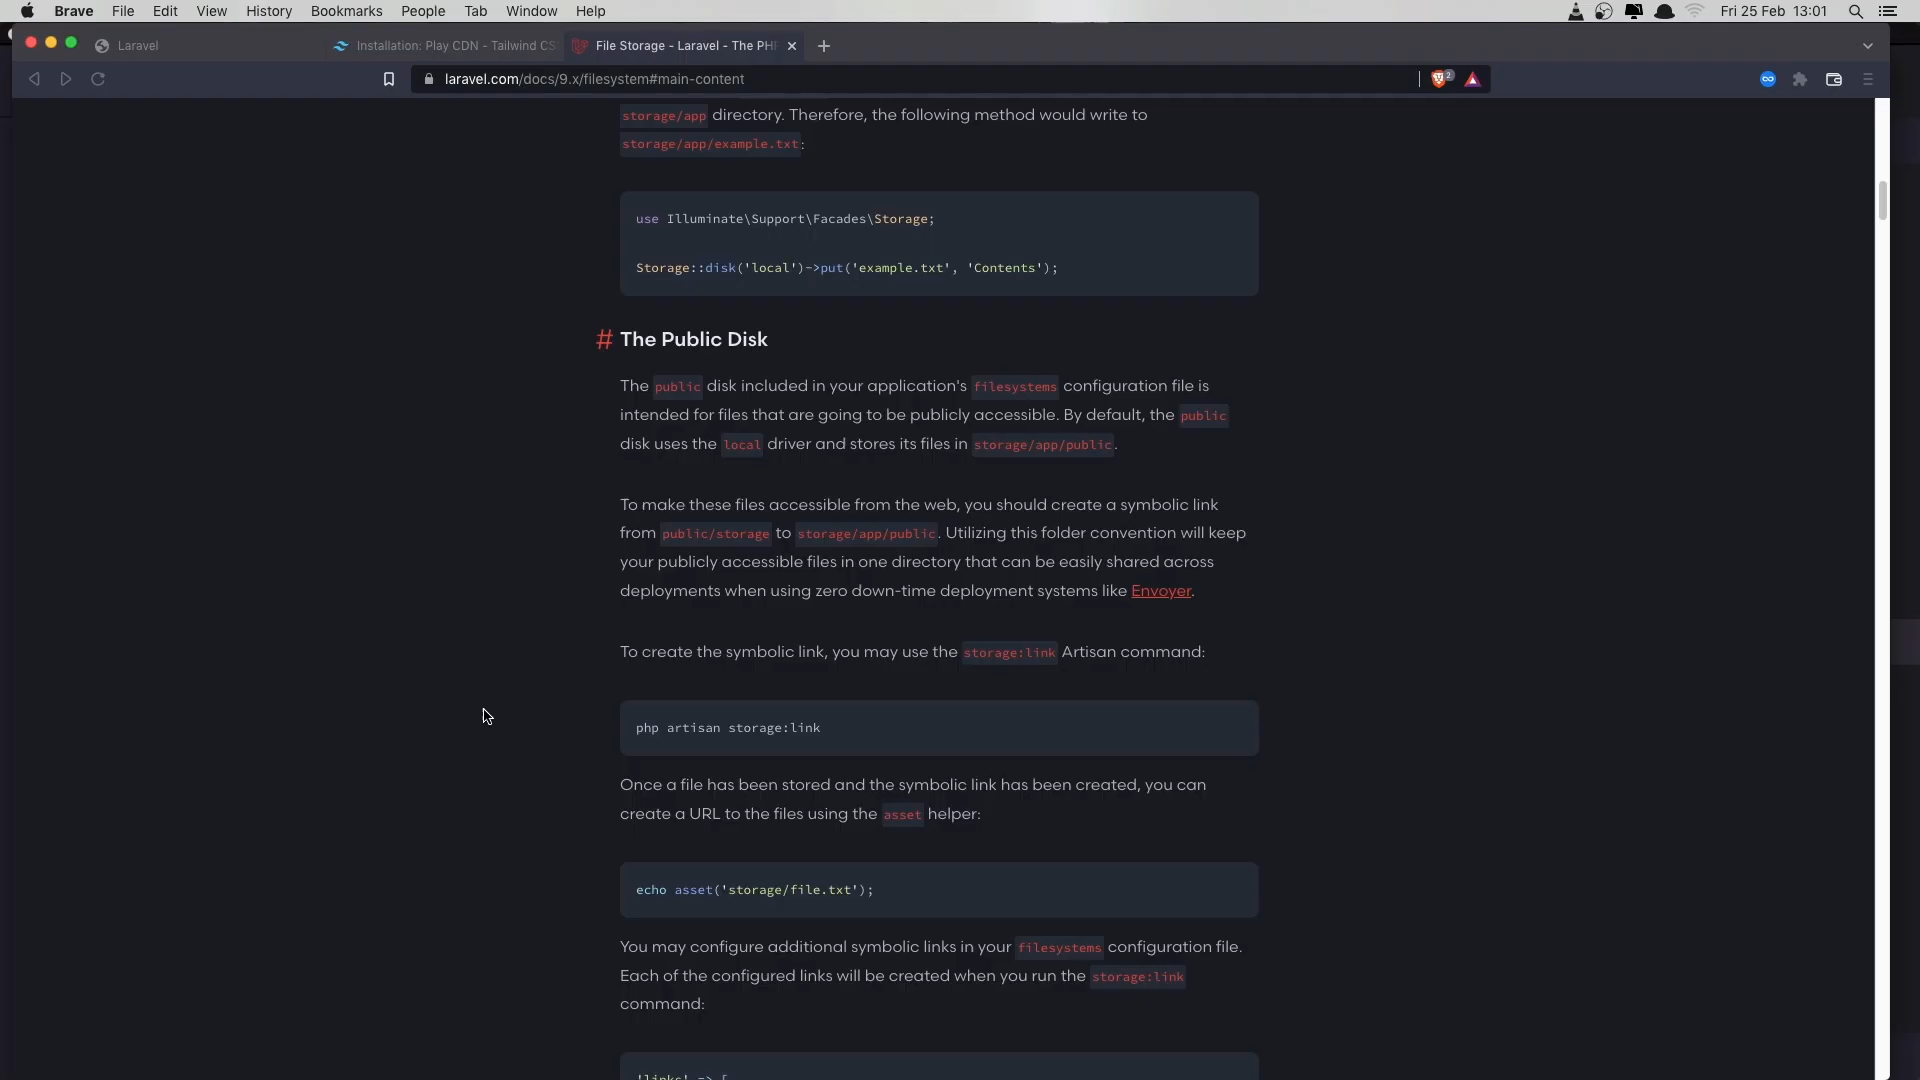 Brave File Edit View History Bookmarks People Tab Window Help Fri 25 Feb 13:01
Laravel Installation: Play CDN - Tailwind CS File Storage - Laravel - The PH
laravel.com/docs/9.x/filesystem#main-content 2
storage/app directory. Therefore, the following method would write to
storage/app/example.txt:
use Illuminate\Support\Facades\Storage;
Storage::disk('local')->put('example.txt', 'Contents');
# The Public Disk
The public disk included in your application's filesystems configuration file is
intended for files that are going to be publicly accessible. By default, the public
disk uses the local driver and stores its files in storage/app/public.
To make these files accessible from the web, you should create a symbolic link
from public/storage to storage/app/public. Utilizing this folder convention will keep
your publicly accessible files in one directory that can be easily shared across
deployments when using zero down-time deployment systems like Envoyer.
To create the symbolic link, you may use the storage:link Artisan command:
php artisan storage:link
Once a file has been stored and the symbolic link has been created, you can
create a URL to the files using the asset helper:
echo asset('storage/file.txt');
You may configure additional symbolic links in your filesystems configuration file.
Each of the configured links will be created when you run the storage:link
command:
'links' => [